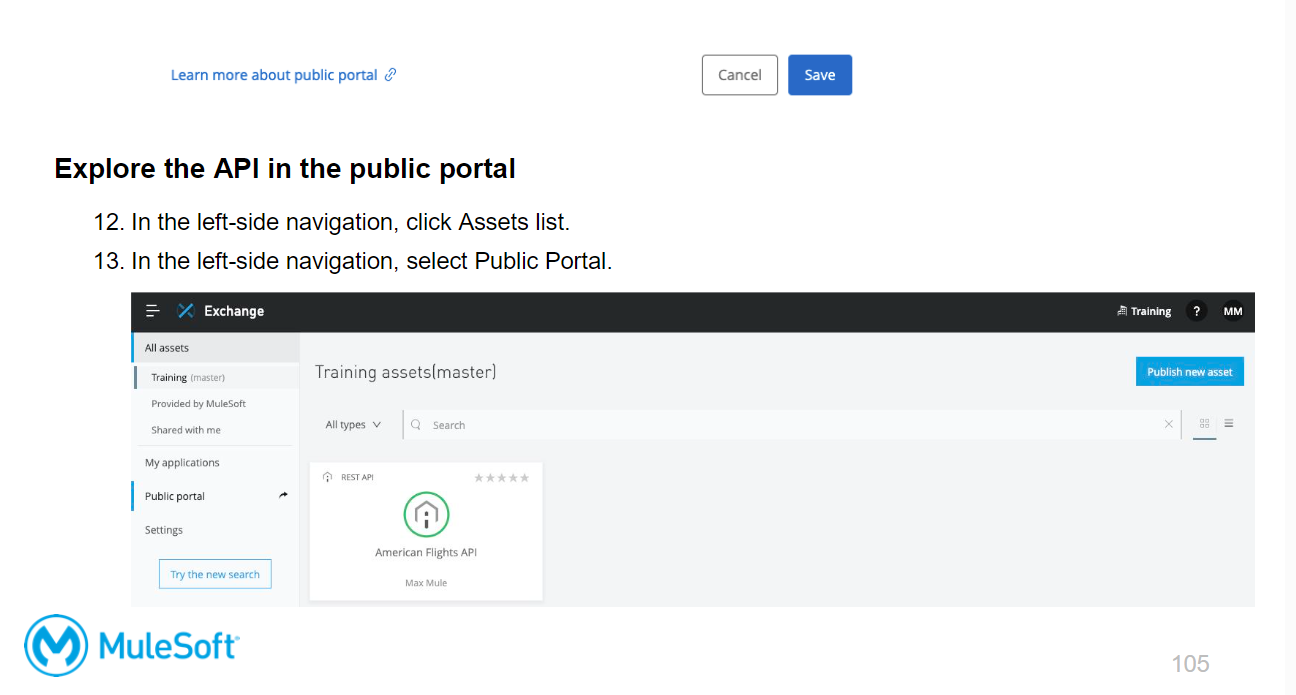 Learn more about public portal
Cancel
Save
Explore the API in the public portal
12. In the left-side navigation, click Assets list.
13. In the left-side navigation, select Public Portal.
Exchange
Training
?
MM
All assets
Training (master)
Provided by MuleSoft
Shared with me
My applications
Public portal
Settings
Try the new search
Training assets(master)
Publish new asset
All types
Search
REST API
American Flights API
Max Mule
MuleSoft
105